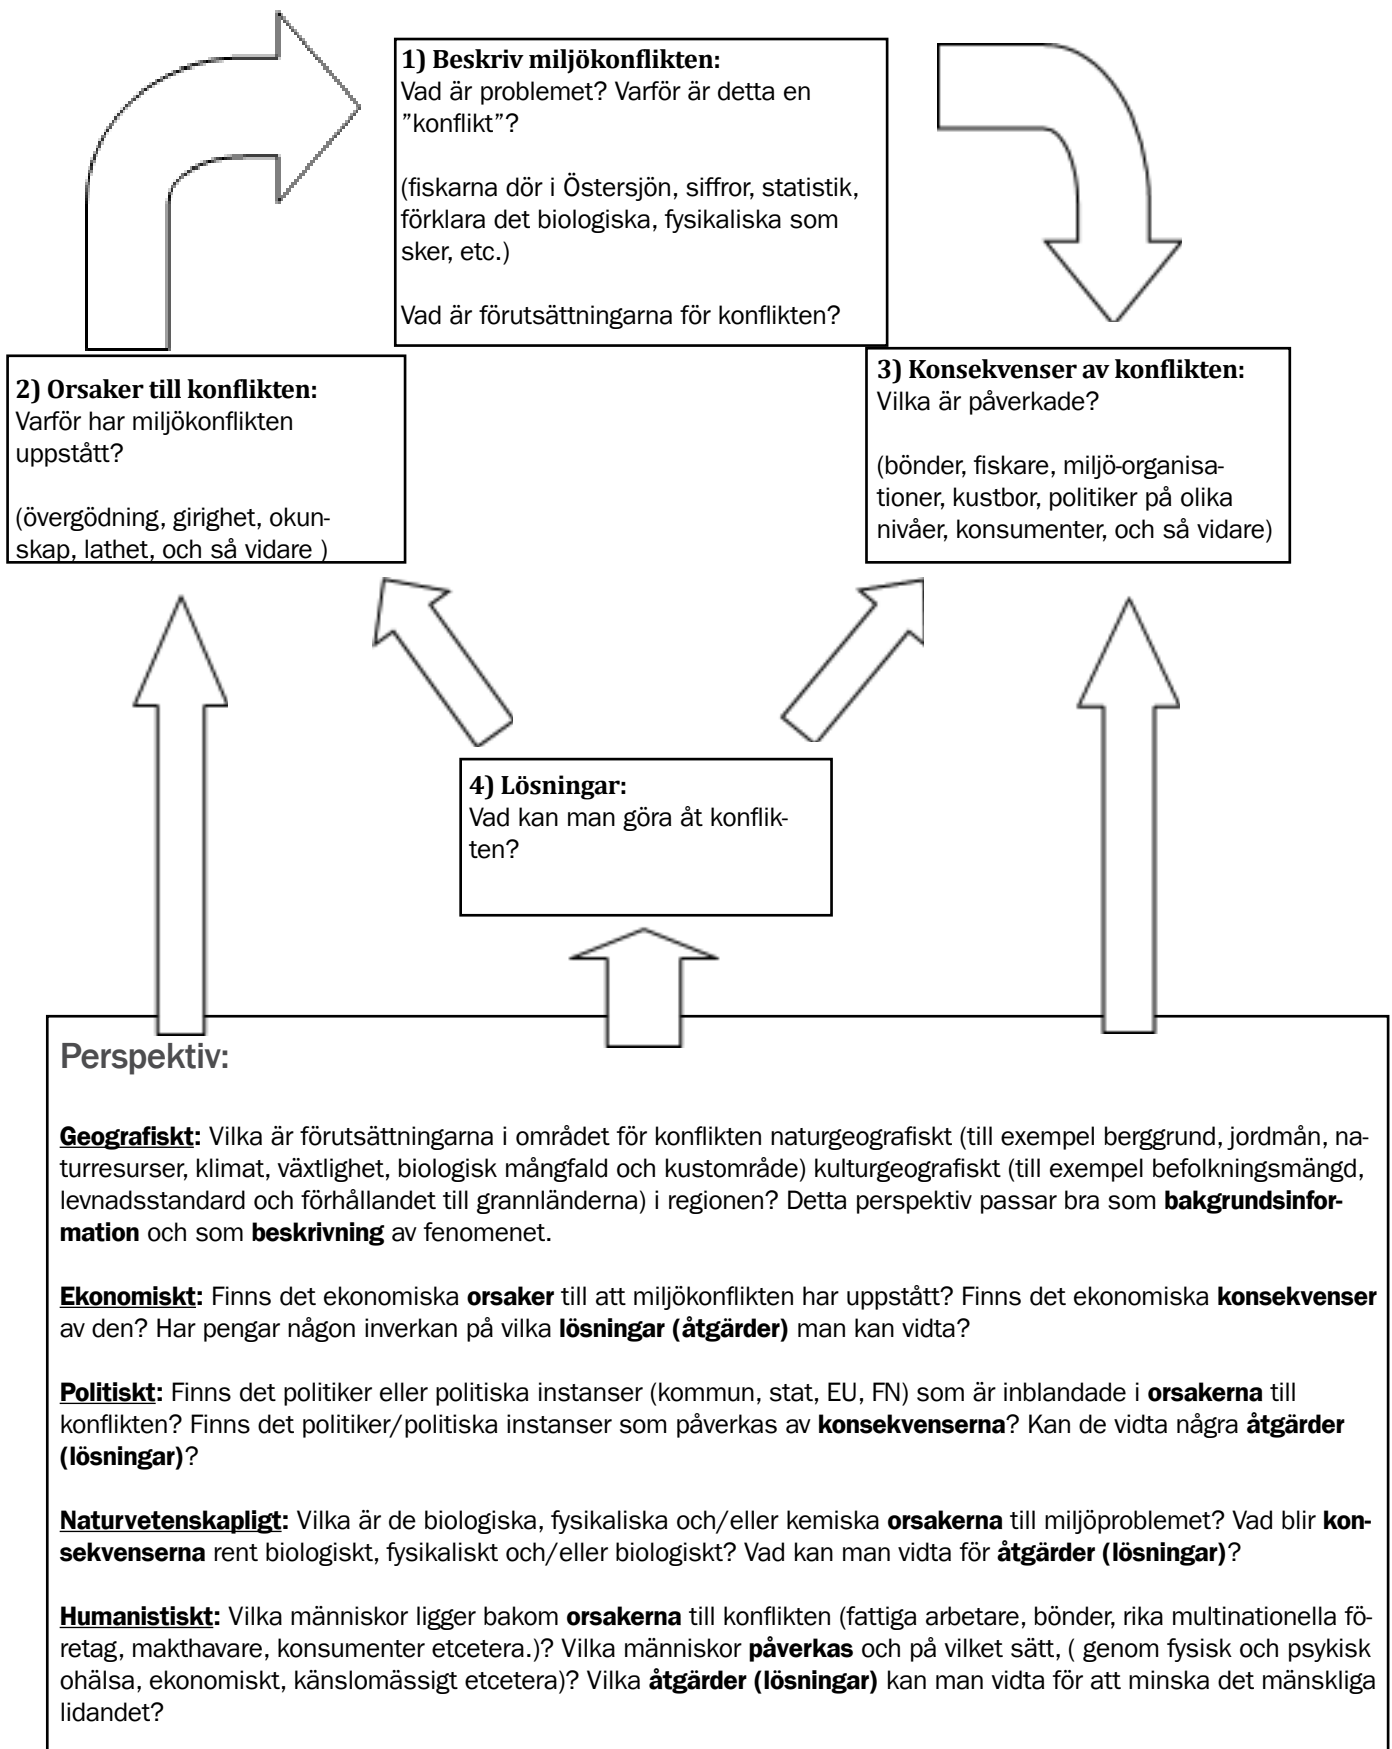 1) Beskriv miljökonflikten:
Vad är problemet? Varför är detta en
”konflikt”?
(fiskarna dör i Östersjön, siffror, statistik,
förklara det biologiska, fysikaliska som
sker, etc.)
Vad är förutsättningarna för konflikten?
2) Orsaker till konflikten:
Varför har miljökonflikten
uppstått?
(övergödning, girighet, okun-
skap, lathet, och så vidare )
3) Konsekvenser av konflikten:
Vilka är påverkade?
(bönder, fiskare, miljö-organisa-
tioner, kustbor, politiker på olika
nivåer, konsumenter, och så vidare)
4) Lösningar:
Vad kan man göra åt konflik-
ten?
Perspektiv:
Geografiskt: Vilka är förutsättningarna i området för konflikten naturgeografiskt (till exempel berggrund, jordmån, na-
turresurser, klimat, växtlighet, biologisk mångfald och kustområde) kulturgeografiskt (till exempel befolkningsmängd,
levnadsstandard och förhållandet till grannländerna) i regionen? Detta perspektiv passar bra som bakgrundsinfor-
mation och som beskrivning av fenomenet.
Ekonomiskt: Finns det ekonomiska orsaker till att miljökonflikten har uppstått? Finns det ekonomiska konsekvenser
av den? Har pengar någon inverkan på vilka lösningar (åtgärder) man kan vidta?
Politiskt: Finns det politiker eller politiska instanser (kommun, stat, EU, FN) som är inblandade i orsakerna till
konflikten? Finns det politiker/politiska instanser som påverkas av konsekvenserna? Kan de vidta några åtgärder
(lösningar)?
Naturvetenskapligt: Vilka är de biologiska, fysikaliska och/eller kemiska orsakerna till miljöproblemet? Vad blir kon-
sekvenserna rent biologiskt, fysikaliskt och/eller biologiskt? Vad kan man vidta för åtgärder (lösningar)?
Humanistiskt: Vilka människor ligger bakom orsakerna till konflikten (fattiga arbetare, bönder, rika multinationella fö-
retag, makthavare, konsumenter etcetera.)? Vilka människor påverkas och på vilket sätt, ( genom fysisk och psykisk
ohälsa, ekonomiskt, känslomässigt etcetera)? Vilka åtgärder (lösningar) kan man vidta för att minska det mänskliga
lidandet?